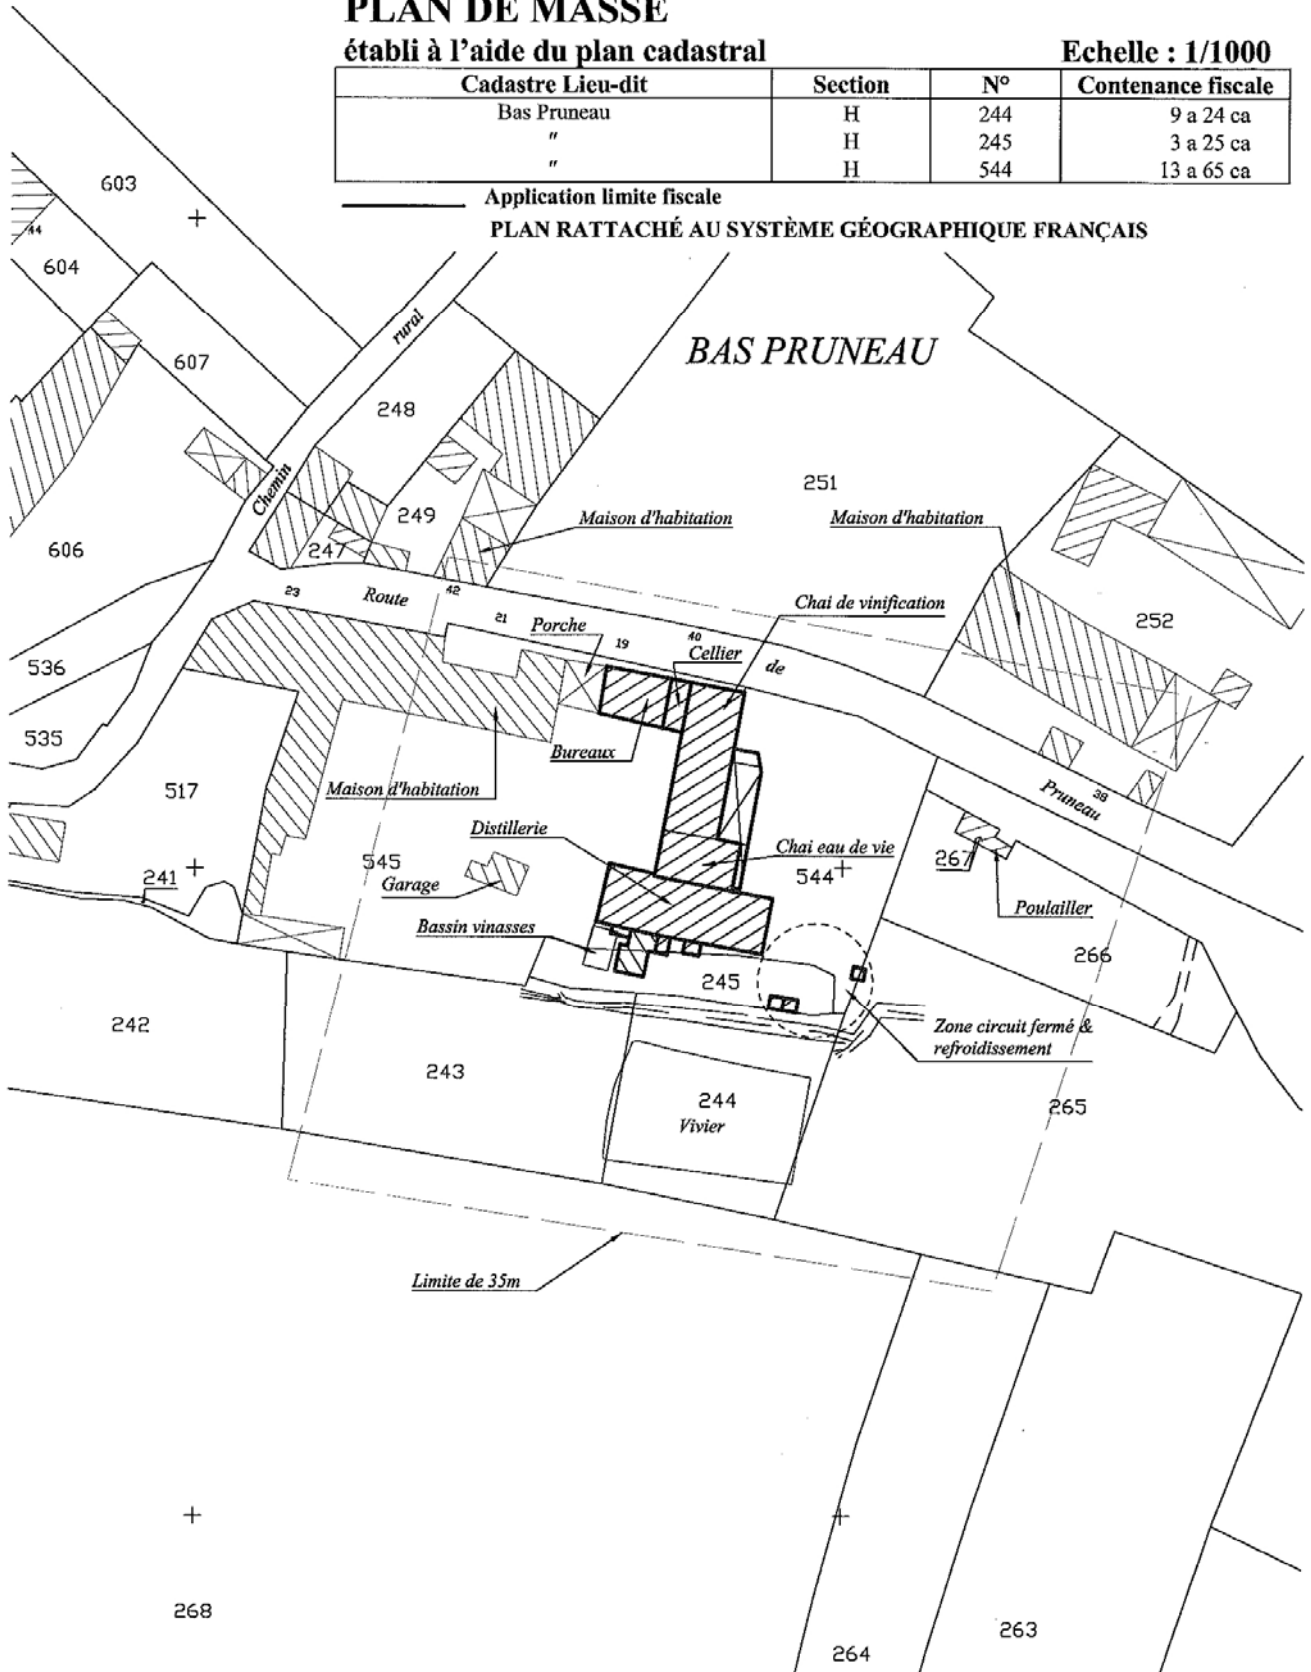 PLAN DE MASSE
établi à l'aide du plan cadastral Echelle : 1/1000
Cadastre Lieu-dit Section N° Contenance fiscale
Bas Pruneau H 244 9 a 24 ca
" H 245 3 a 25 ca
" H 544 13 a 65 ca
Application limite fiscale
PLAN RATTACHÉ AU SYSTÈME GÉOGRAPHIQUE FRANÇAIS
603
44
604
rural
607
BAS PRUNEAU
248
Chemin
251
249
Maison d'habitation
Maison d'habitation
606
247
23
Route
42
21
Porche
19
40
Cellier
de
Chai de vinification
252
536
535
Bureaux
517
Maison d'habitation
Pruneau
38
Distillerie
Chai eau de vie
545
544
267
241
Garage
Poulailler
Bassin vinasses
266
245
242
Zone circuit fermé &
refroidissement
243
244
Vivier
265
Limite de 35m
268
263
264